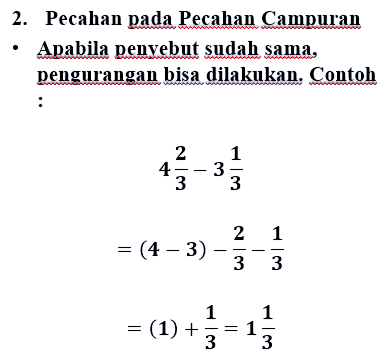 2. Pecahan pada Pecahan Campuran
• Apabila penyebut sudah sama,
pengurangan bisa dilakukan. Contoh
:
4 2/3 − 3 1/3
= (4 − 3) − 2/3 − 1/3
= (1) + 1/3 = 1 1/3